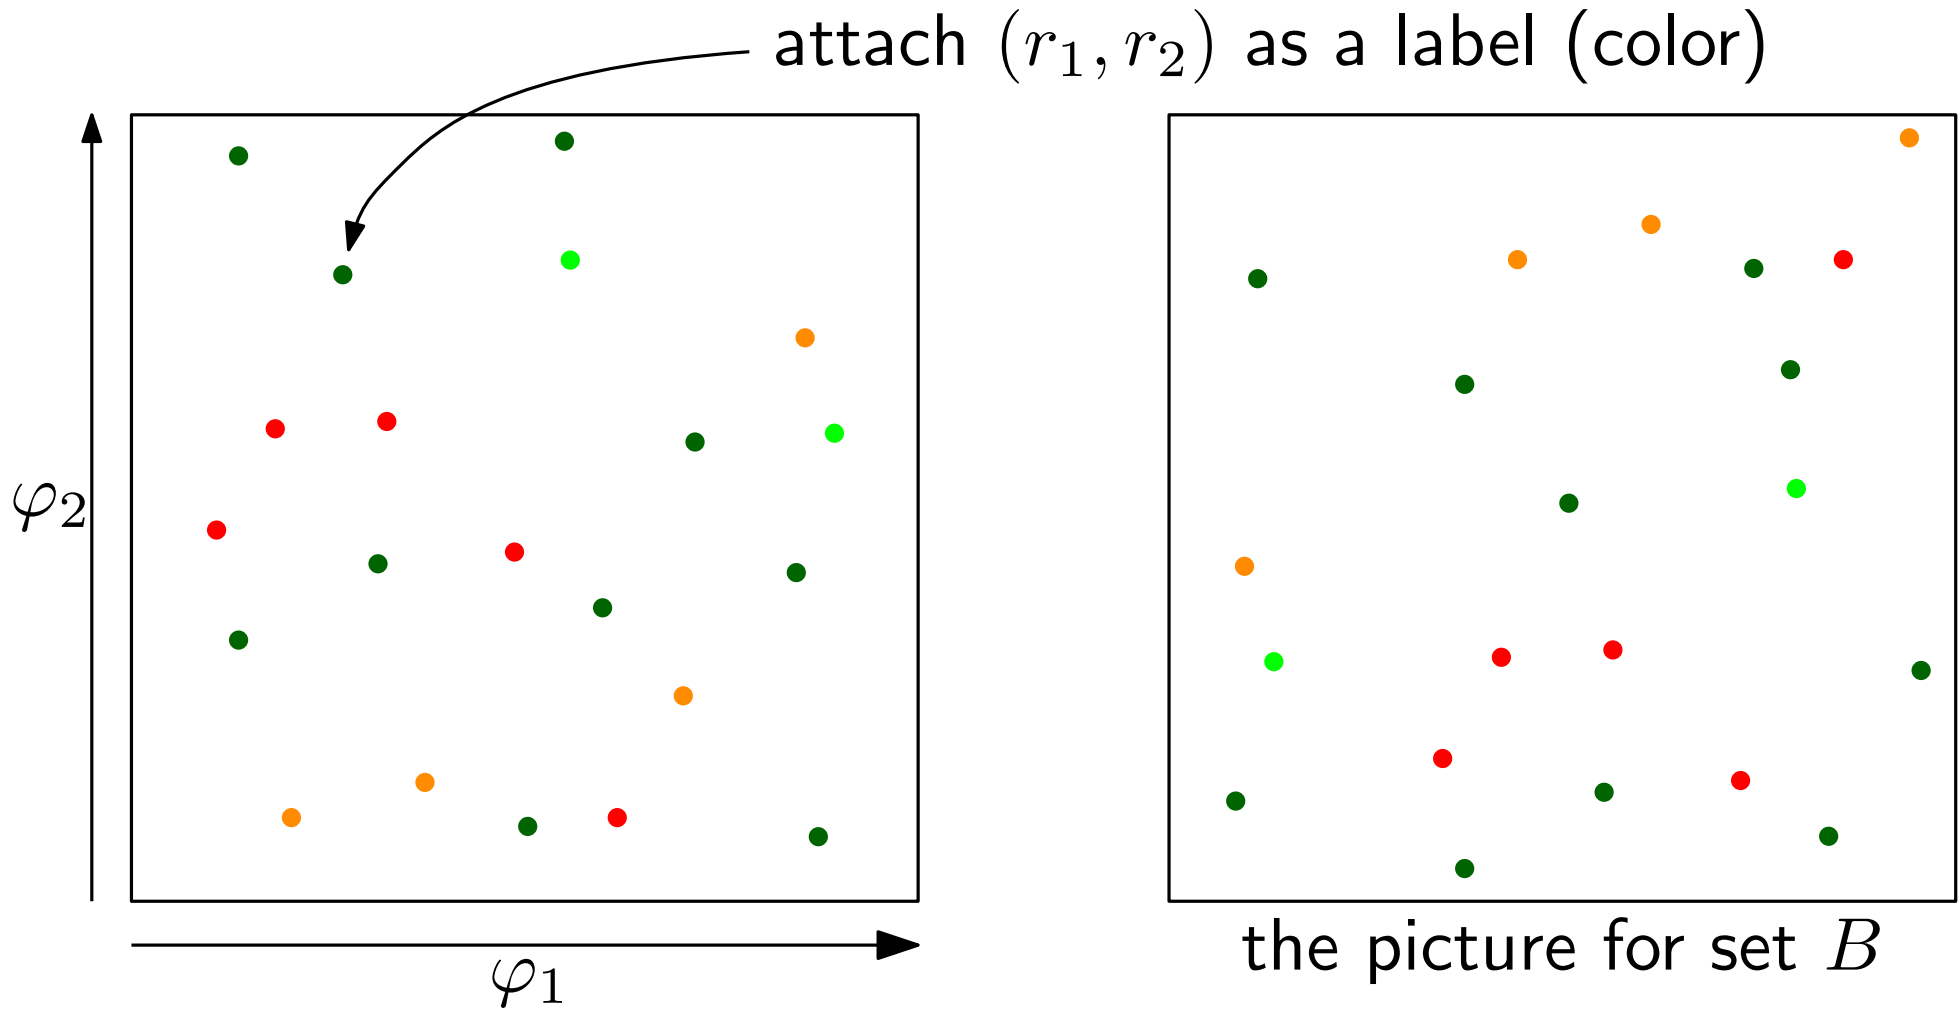 attach (r₁, r₂) as a label (color)
φ₂
φ₁
the picture for set B